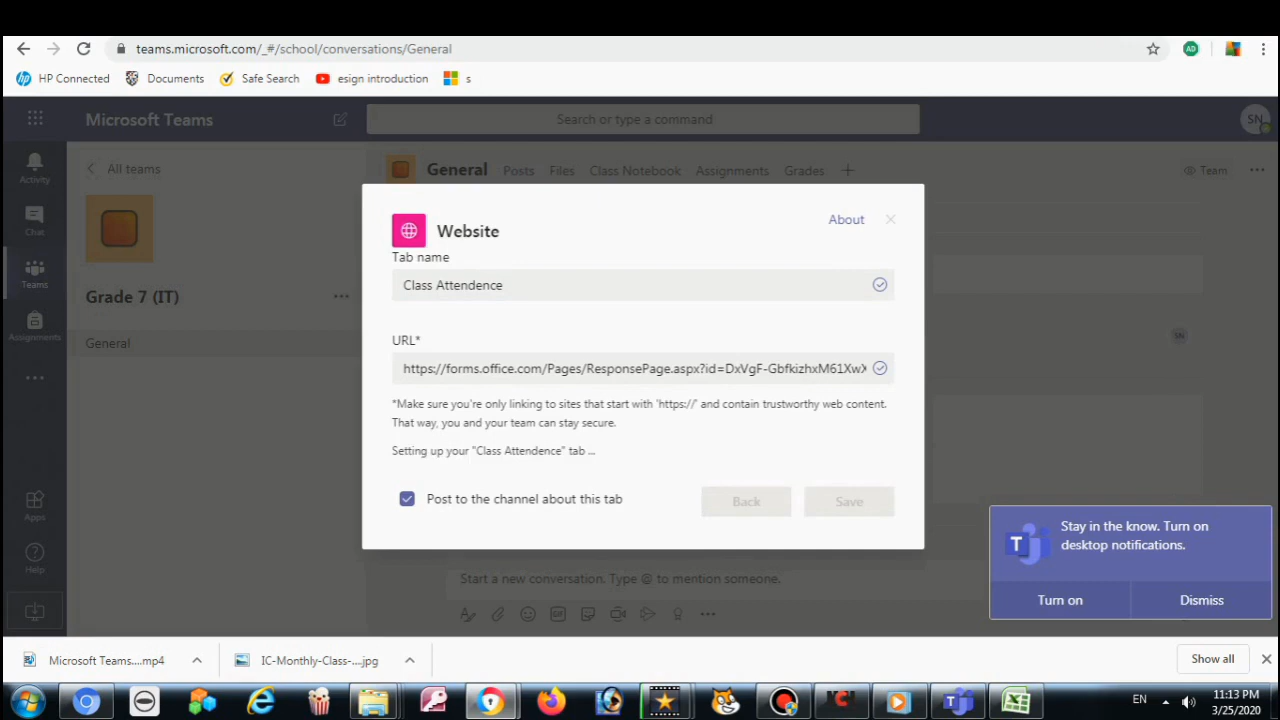 teams.microsoft.com/_#/school/conversations/General
HP Connected
Documents
Safe Search
esign introduction
s
Microsoft Teams
Search or type a command
SN
Activity
Chat
Teams
Assignments
Apps
Help
All teams
Grade 7 (IT)
General
General
Posts
Files
Class Notebook
Assignments
Grades
Team
Website
About
Tab name
Class Attendence
URL*
https://forms.office.com/Pages/ResponsePage.aspx?id=DxVgF-GbfkizhxM61XwX
*Make sure you're only linking to sites that start with 'https://' and contain trustworthy web content.
That way, you and your team can stay secure.
Setting up your "Class Attendence" tab ...
Post to the channel about this tab
Back
Save
SN
Start a new conversation. Type @ to mention someone.
GIF
Stay in the know. Turn on
desktop notifications.
Turn on
Dismiss
Microsoft Teams....mp4
IC-Monthly-Class-....jpg
Show all
EN
11:13 PM
3/25/2020